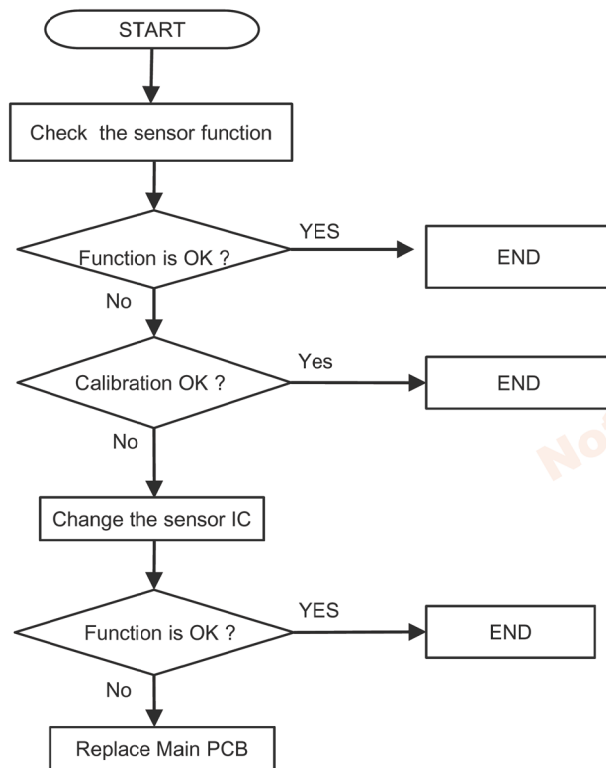 START
Check the sensor function
Function is OK ?
YES
END
No
Calibration OK ?
Yes
END
No
Change the sensor IC
Function is OK ?
YES
END
No
Replace Main PCB